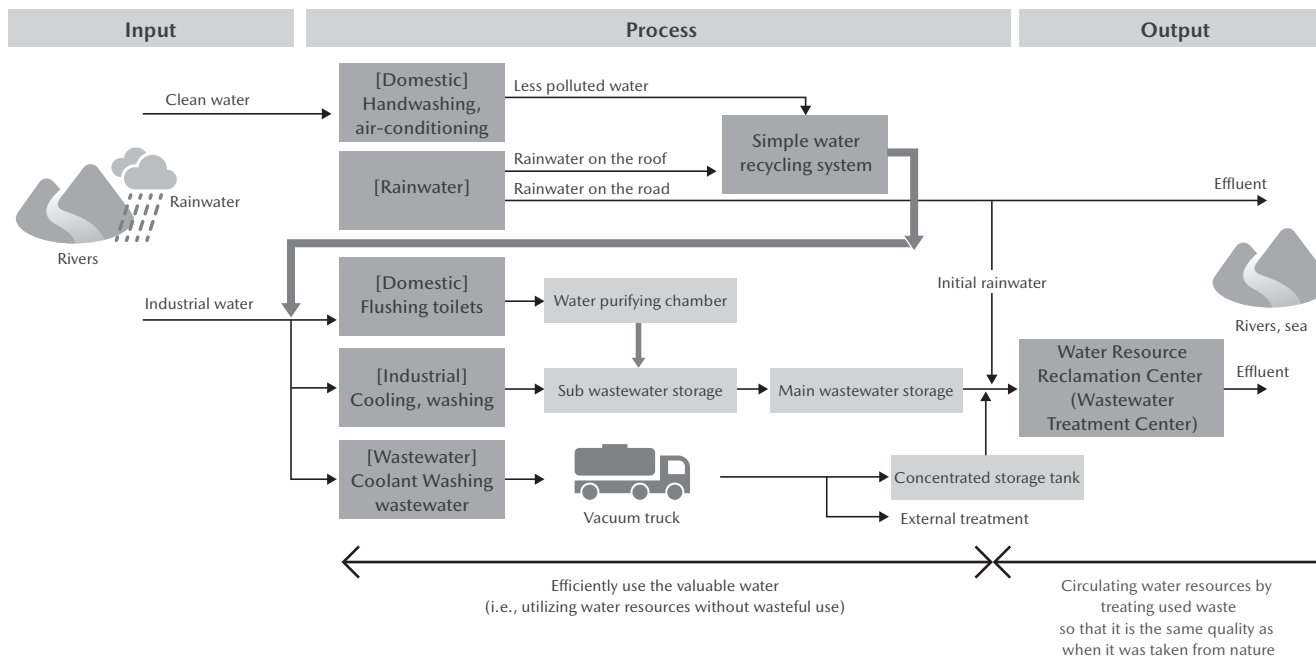 Input
Process
Output
Clean water
[Domestic]
Handwashing,
air-conditioning
Less polluted water
Simple water
recycling system
[Rainwater]
Rainwater on the roof
Rainwater on the road
Effluent
Rainwater
Rivers
Initial rainwater
Rivers, sea
Industrial water
[Domestic]
Flushing toilets
Water purifying chamber
[Industrial]
Cooling, washing
Sub wastewater storage
Main wastewater storage
Water Resource
Reclamation Center
(Wastewater
Treatment Center)
Effluent
[Wastewater]
Coolant Washing
wastewater
Vacuum truck
Concentrated storage tank
External treatment
Efficiently use the valuable water
(i.e., utilizing water resources without wasteful use)
Circulating water resources by
treating used waste
so that it is the same quality as
when it was taken from nature